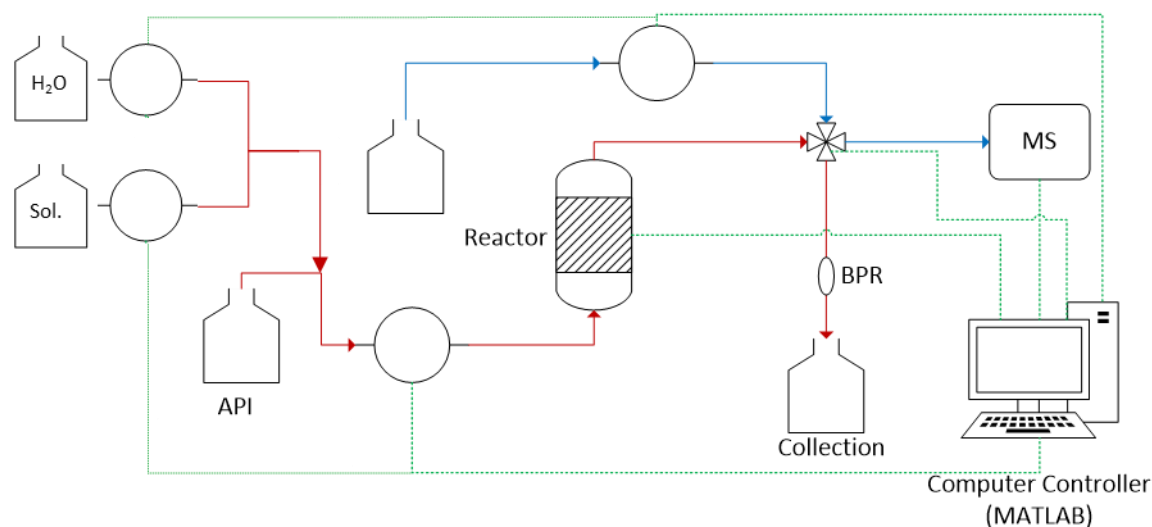 H₂O
MS
Sol.
Reactor
BPR
API
Collection
Computer Controller
(MATLAB)